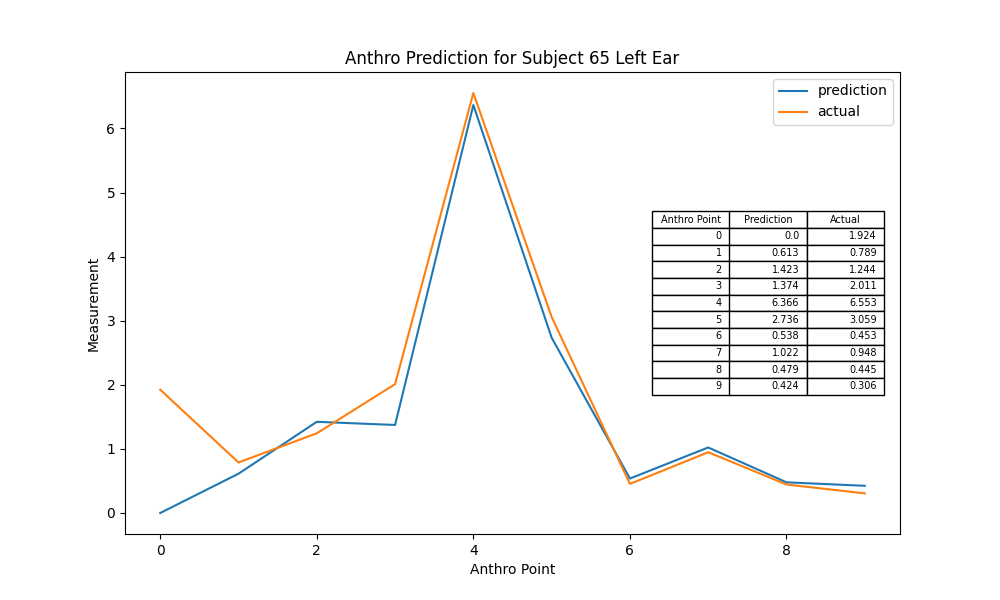 Anthro Prediction for Subject 65 Left Ear
prediction
actual
Measurement
6
5
4
3
2
1
0
Anthro Point Prediction Actual
0 0.0 1.924
1 0.613 0.789
2 1.423 1.244
3 1.374 2.011
4 6.366 6.553
5 2.736 3.059
6 0.538 0.453
7 1.022 0.948
8 0.479 0.445
9 0.424 0.306
0 2 4 6 8
Anthro Point